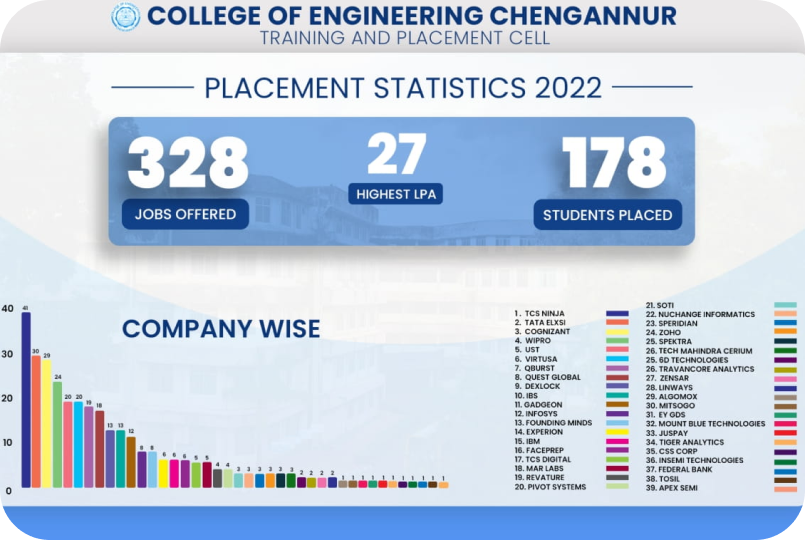 COLLEGE OF ENGINEERING CHENGANNUR
TRAINING AND PLACEMENT CELL
PLACEMENT STATISTICS 2022
328
JOBS OFFERED
27
HIGHEST LPA
178
STUDENTS PLACED
COMPANY WISE
40
30
20
10
0
41 30 29 24 20 20 13 13 12 8 8 6 6 6 5 5 4 4 3 3 3 3 3 3 2 2 2 2 1 1 1 1 1 1 1 1 1 1
1. TCS NINJA
2. TATA ELXSI
3. COGNIZANT
4. WIPRO
5. UST
6. VIRTUSA
7. QBURST
8. QUEST GLOBAL
9. DEXLOCK
10. IBS
11. GADGEON
12. INFOSYS
13. FOUNDING MINDS
14. EXPERION
15. IBM
16. FACEPREP
17. TCS DIGITAL
18. MAR LABS
19. REVATURE
20. PIVOT SYSTEMS
21. SOTI
22. NUCHANGE INFORMATICS
23. SPERIDIAN
24. ZOHO
25. SPEKTRA
26. TECH MAHINDRA CERIUM
25. 6D TECHNOLOGIES
26. TRAVANCORE ANALYTICS
27. ZENSAR
28. LINWAYS
29. ALGOMOX
30. MITSOGO
31. EY GDS
32. MOUNT BLUE TECHNOLOGIES
33. JUSPAY
34. TIGER ANALYTICS
35. CSS CORP
36. INSEMI TECHNOLOGIES
37. FEDERAL BANK
38. TOSIL
39. APEX SEMI